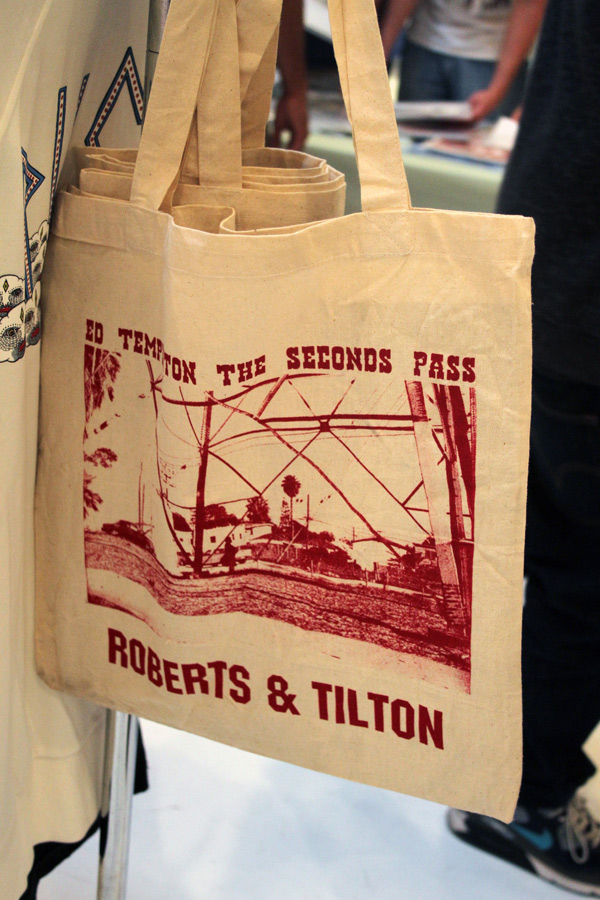 ED TEMPLTON THE SECONDS PASS
ROBERTS & TILTON